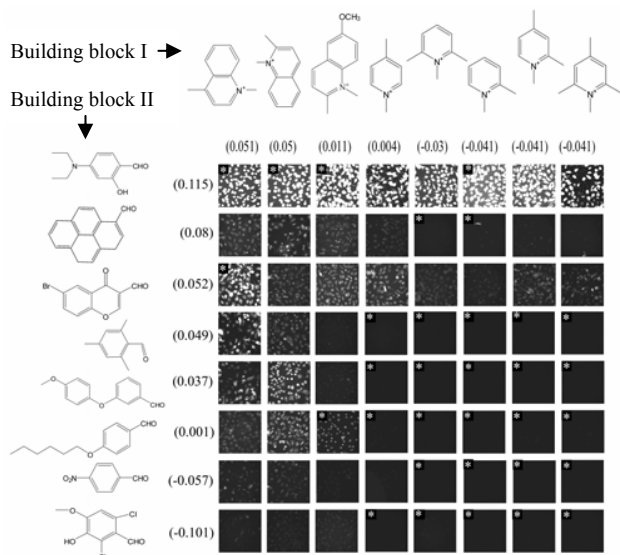 OCH₃
Building block I
N⁺
N⁺
N⁺
N⁺
N⁺
N⁺
N⁺
N⁺
Building block II
(0.051) (0.05) (0.011) (0.004) (-0.03) (-0.041) (-0.041) (-0.041)
N CHO
OH
(0.115)
* * * *
CHO
(0.08)
* *
O
Br CHO
O
(0.052)
*
O
(0.049)
* * * * *
O O CHO
(0.037)
* * * * *
CHO
O
(0.001)
* * * * * *
O₂N CHO
(-0.057)
* * * *
O Cl
HO CHO
(-0.101)
* * * * *